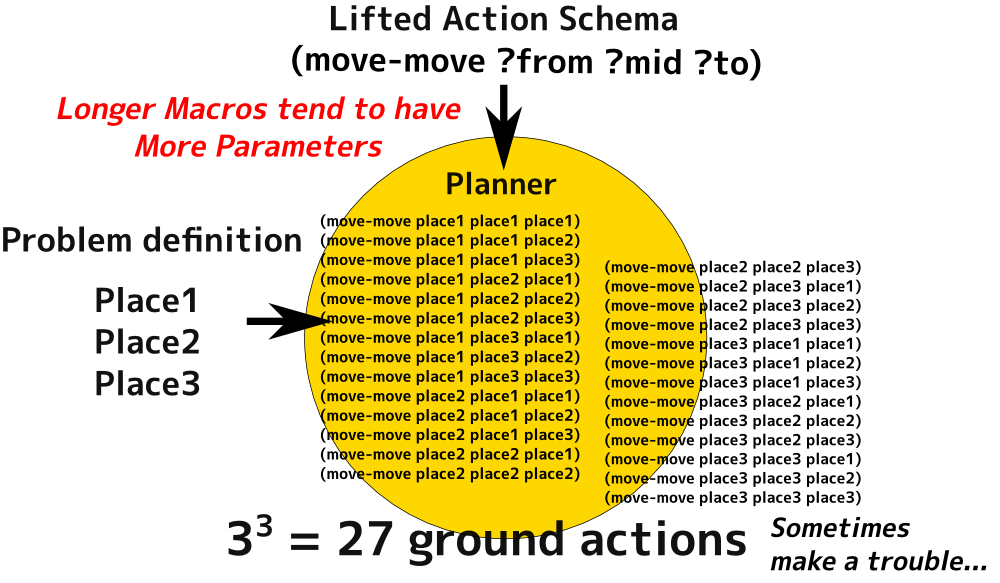 Lifted Action Schema
(move-move ?from ?mid ?to)
Longer Macros tend to have
More Parameters
Planner
Problem definition
Place1
Place2
Place3
(move-move place1 place1 place1)
(move-move place1 place1 place2)
(move-move place1 place1 place3)
(move-move place1 place2 place1)
(move-move place1 place2 place2)
(move-move place1 place2 place3)
(move-move place1 place3 place1)
(move-move place1 place3 place2)
(move-move place1 place3 place3)
(move-move place2 place1 place1)
(move-move place2 place1 place2)
(move-move place2 place1 place3)
(move-move place2 place2 place1)
(move-move place2 place2 place2)
(move-move place2 place2 place3)
(move-move place2 place3 place1)
(move-move place2 place3 place2)
(move-move place2 place3 place3)
(move-move place3 place1 place1)
(move-move place3 place1 place2)
(move-move place3 place1 place3)
(move-move place3 place2 place1)
(move-move place3 place2 place2)
(move-move place3 place2 place3)
(move-move place3 place3 place1)
(move-move place3 place3 place2)
(move-move place3 place3 place3)
3³ = 27 ground actions
Sometimes
make a trouble...